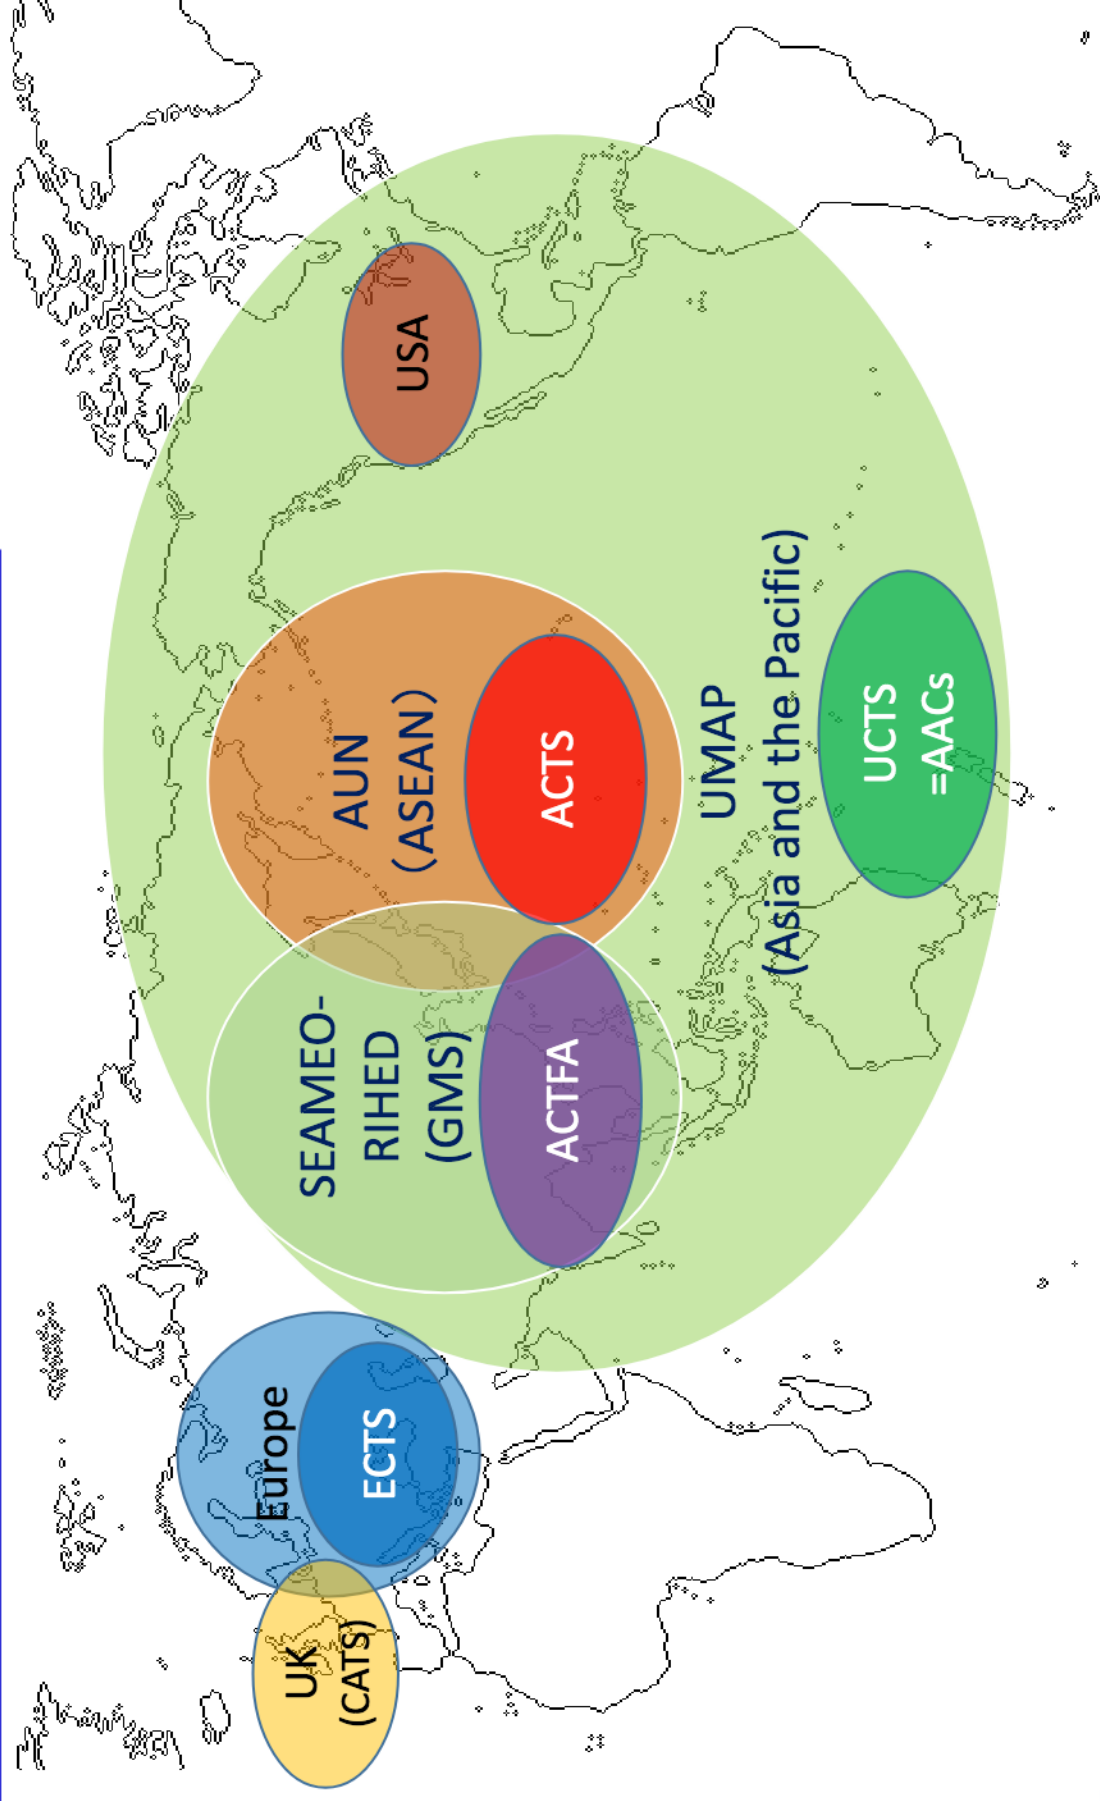 UK
(CATS)
Europe
ECTS
SEAMEO-
RIHED
(GMS)
ACTFA
AUN
（ASEAN）
ACTS
UMAP
(Asia and the Pacific)
UCTS
=AACs
USA